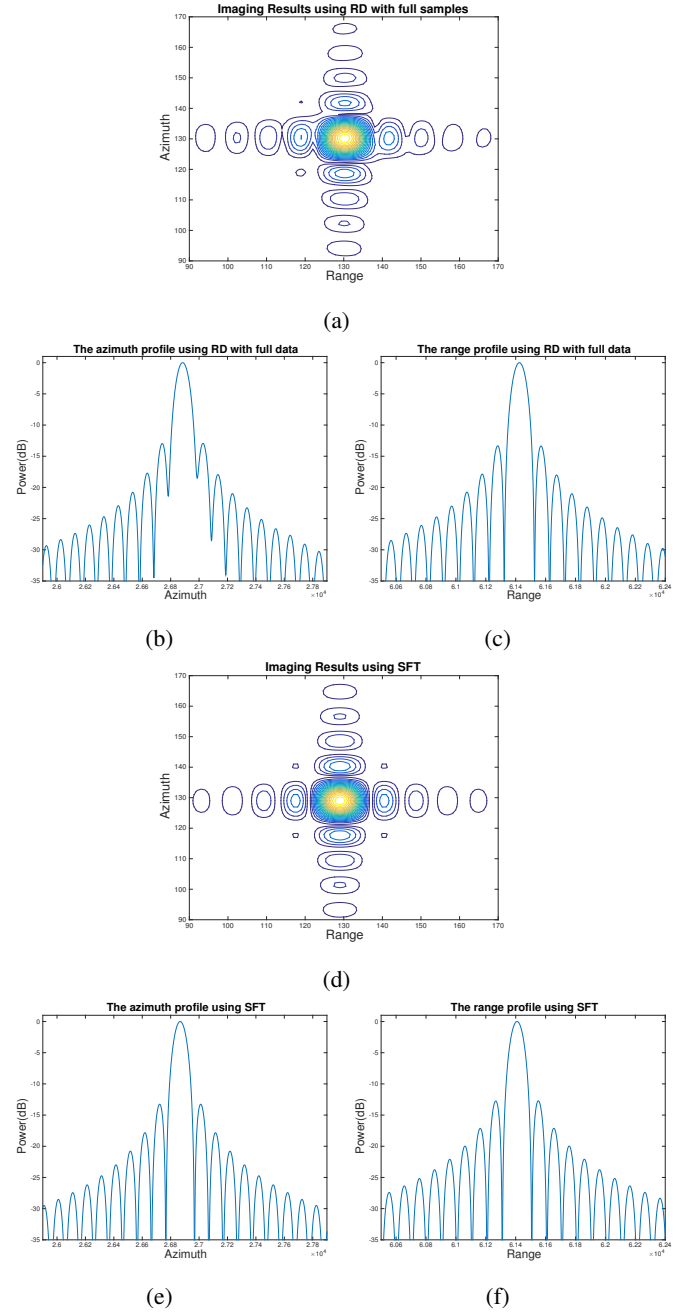 Imaging Results using RD with full samples
170
160
150
140
130
120
110
100
90
Azimuth
90 100 110 120 130 140 150 160 170
Range
(a)
The azimuth profile using RD with full data
0
-5
-10
-15
-20
-25
-30
-35
Power(dB)
2.6 2.62 2.64 2.66 2.68 2.7 2.72 2.74 2.76 2.78
Azimuth
×10⁴
(b)
The range profile using RD with full data
0
-5
-10
-15
-20
-25
-30
-35
Power(dB)
6.06 6.08 6.1 6.12 6.14 6.16 6.18 6.2 6.22 6.24
Range
×10⁴
(c)
Imaging Results using SFT
170
160
150
140
130
120
110
100
90
Azimuth
90 100 110 120 130 140 150 160 170
Range
(d)
The azimuth profile using SFT
0
-5
-10
-15
-20
-25
-30
-35
Power(dB)
2.6 2.62 2.64 2.66 2.68 2.7 2.72 2.74 2.76 2.78
Azimuth
×10⁴
(e)
The range profile using SFT
0
-5
-10
-15
-20
-25
-30
-35
Power(dB)
6.06 6.08 6.1 6.12 6.14 6.16 6.18 6.2 6.22 6.24
Range
×10⁴
(f)